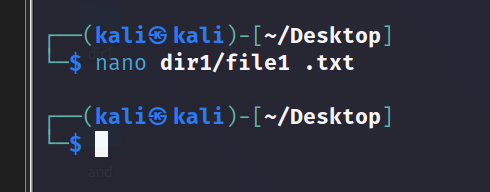 ┌──(kali㉿kali)-[~/Desktop]
└─$ nano dir1/file1 .txt
┌──(kali㉿kali)-[~/Desktop]
└─$